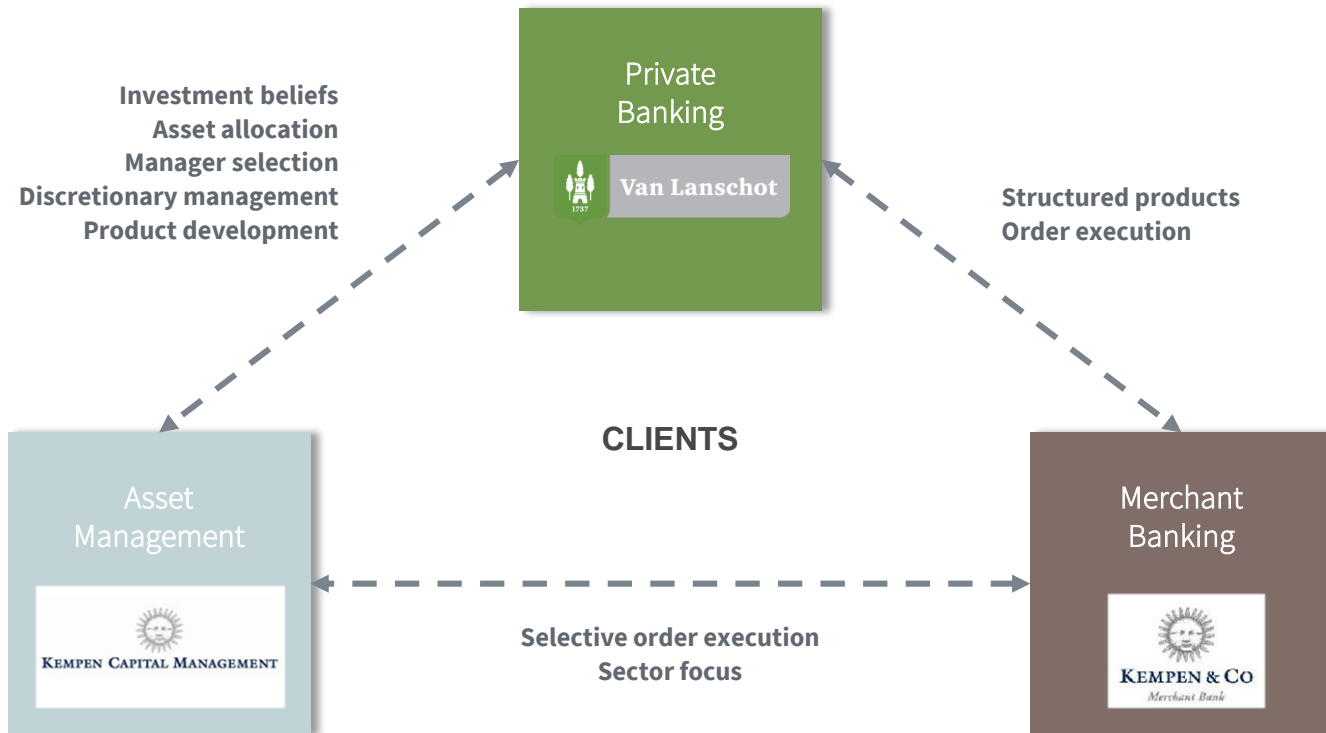 Private
Banking
1737
Van Lanschot
Investment beliefs
Asset allocation
Manager selection
Discretionary management
Product development
Structured products
Order execution
CLIENTS
Asset
Management
KEMPEN CAPITAL MANAGEMENT
Merchant
Banking
KEMPEN & CO
Merchant Bank
Selective order execution
Sector focus